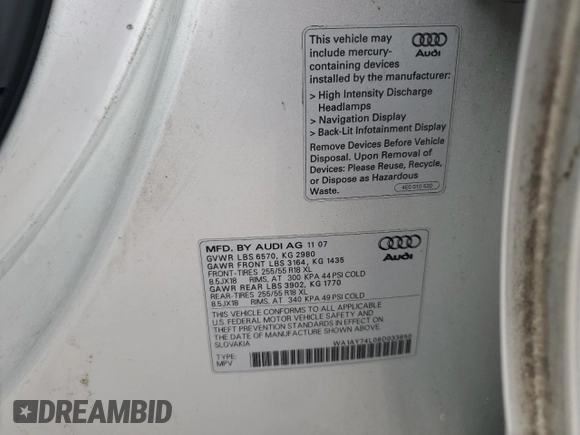 This vehicle may
include mercury-
containing devices
installed by the manufacturer:
Audi
> High Intensity Discharge
Headlamps
> Navigation Display
> Back-Lit Infotainment Display
Remove Devices Before Vehicle
Disposal. Upon Removal of
Devices: Please Reuse, Recycle,
or Dispose as Hazardous
Waste.
4E0 010 520
MFD. BY AUDI AG 11 07
GVWR LBS 6570, KG 2980
GAWR FRONT LBS 3164, KG 1435
FRONT-TIRES 255/55 R18 XL
8.5JX18 RIMS, AT 300 KPA 44 PSI COLD
GAWR REAR LBS 3902, KG 1770
REAR-TIRES 255/55 R18 XL
8.5JX18 RIMS, AT 340 KPA 49 PSI COLD
Audi
THIS VEHICLE CONFORMS TO ALL APPLICABLE
U.S. FEDERAL MOTOR VEHICLE SAFETY AND
THEFT PREVENTION STANDARDS IN EFFECT ON
THE DATE OF MANUFACTURE SHOWN ABOVE.
SLOVAKIA
WA1AY74L08D033650
TYPE:
MPV
DREAMBID